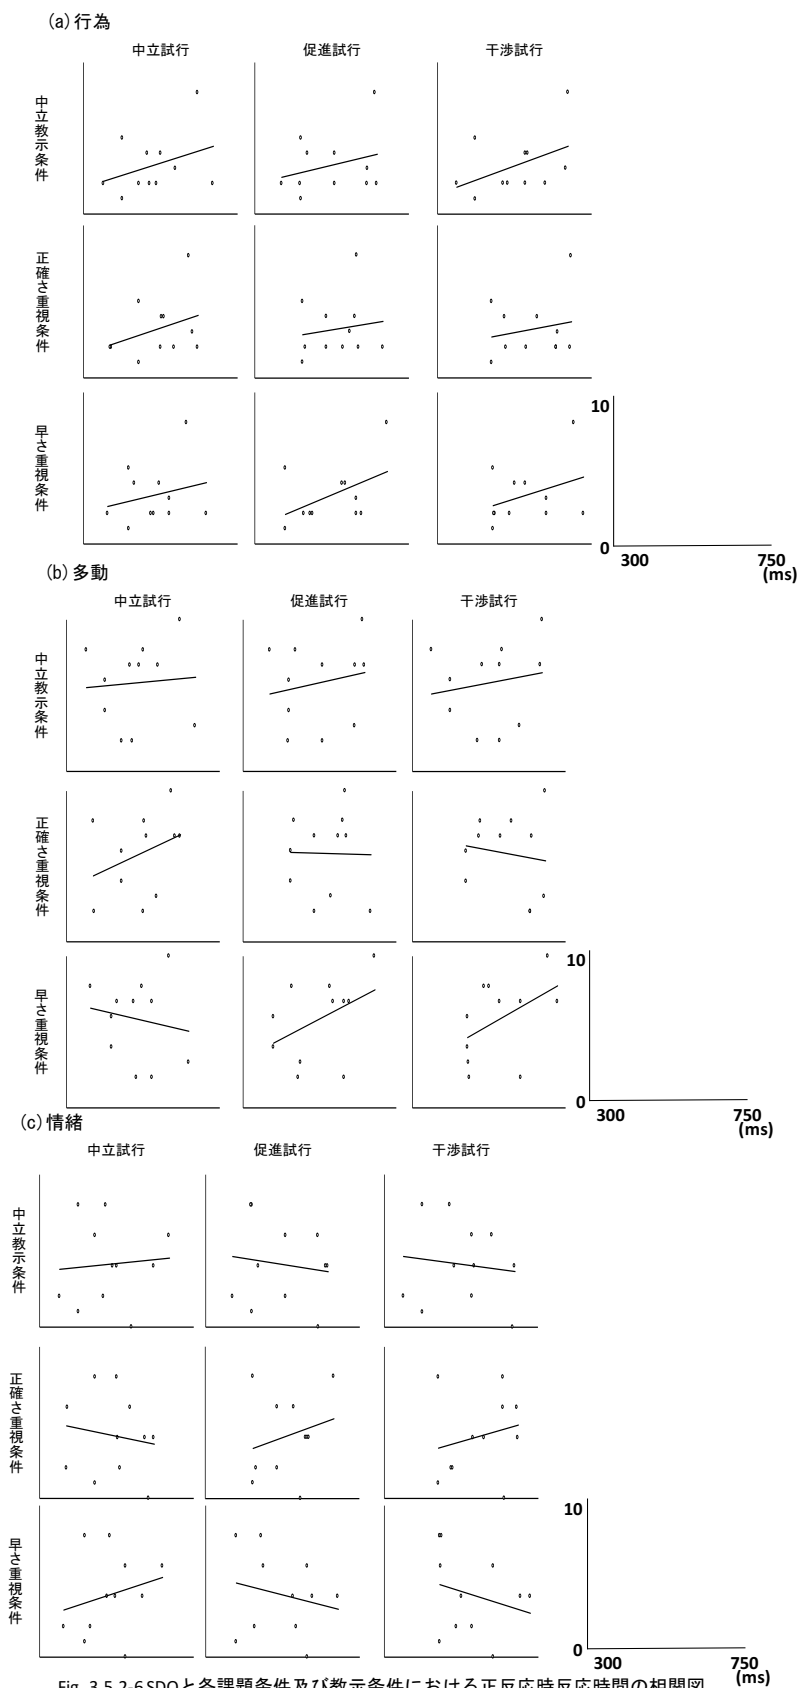 (a)行為
中立試行 促進試行 干渉試行
中立教示条件
正確さ重視条件
早さ重視条件
10
0
300 750
(ms)
(b)多動
中立試行 促進試行 干渉試行
中立教示条件
正確さ重視条件
早さ重視条件
10
0
300 750
(ms)
(c)情緒
中立試行 促進試行 干渉試行
中立教示条件
正確さ重視条件
早さ重視条件
10
0
300 750
(ms)
Fig. 3.5.2-6 SDQと各課題条件及び教示条件における正反応時反応時間の相関図